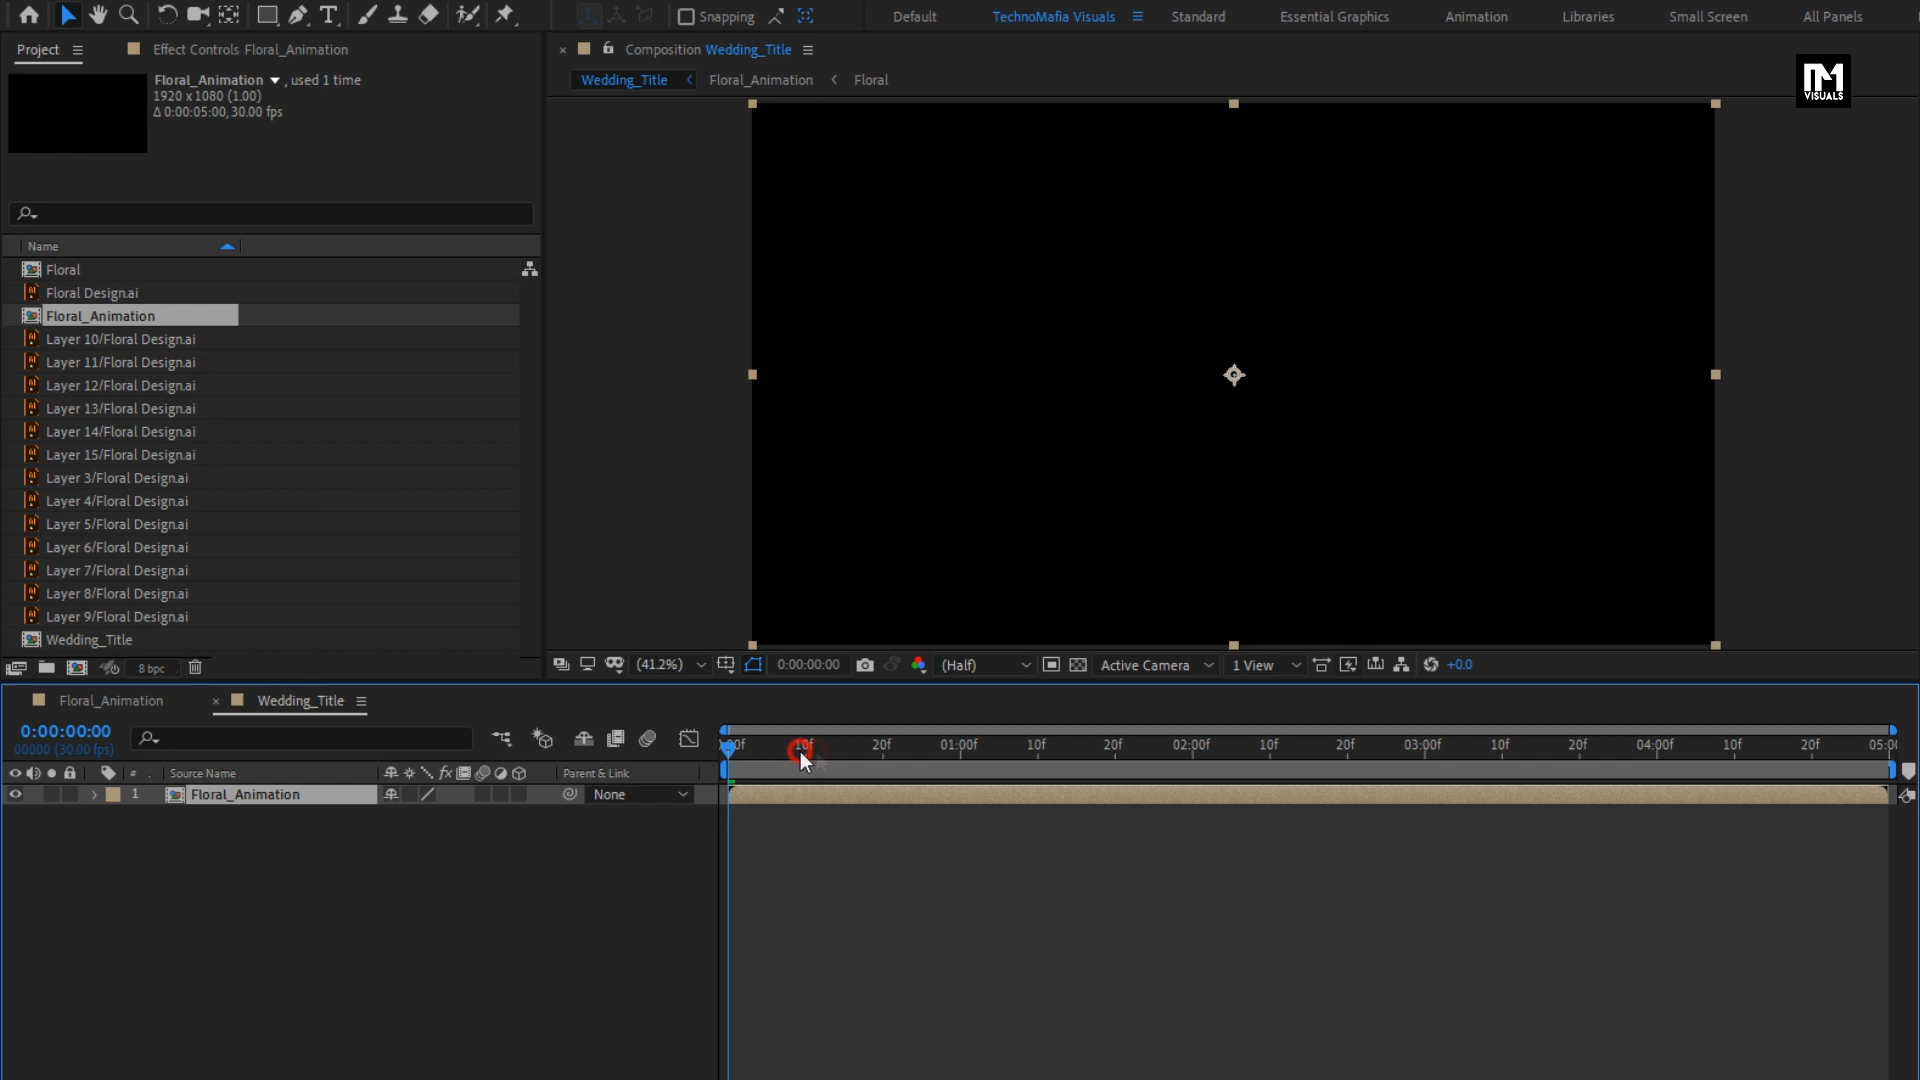 Snapping
Default
TechnoMafia Visuals
Standard
Essential Graphics
Animation
Libraries
Small Screen
All Panels
Project
Effect Controls Floral_Animation
Composition Wedding_Title
Floral_Animation , used 1 time
1920 x 1080 (1.00)
Δ 0:00:05:00, 30.00 fps
Wedding_Title
Floral_Animation
Floral
VISUALS
Name
Floral
Floral Design.ai
Floral_Animation
Layer 10/Floral Design.ai
Layer 11/Floral Design.ai
Layer 12/Floral Design.ai
Layer 13/Floral Design.ai
Layer 14/Floral Design.ai
Layer 15/Floral Design.ai
Layer 3/Floral Design.ai
Layer 4/Floral Design.ai
Layer 5/Floral Design.ai
Layer 6/Floral Design.ai
Layer 7/Floral Design.ai
Layer 8/Floral Design.ai
Layer 9/Floral Design.ai
Wedding_Title
8 bpc
(41.2%)
0:00:00:00
(Half)
Active Camera
1 View
+0.0
Floral_Animation
Wedding_Title
0:00:00:00
00000 (30.00 fps)
10f 20f 01:00f 10f 20f 02:00f 10f 20f 03:00f 10f 20f 04:00f 10f 20f
# Source Name fx Parent & Link
1 Floral_Animation None